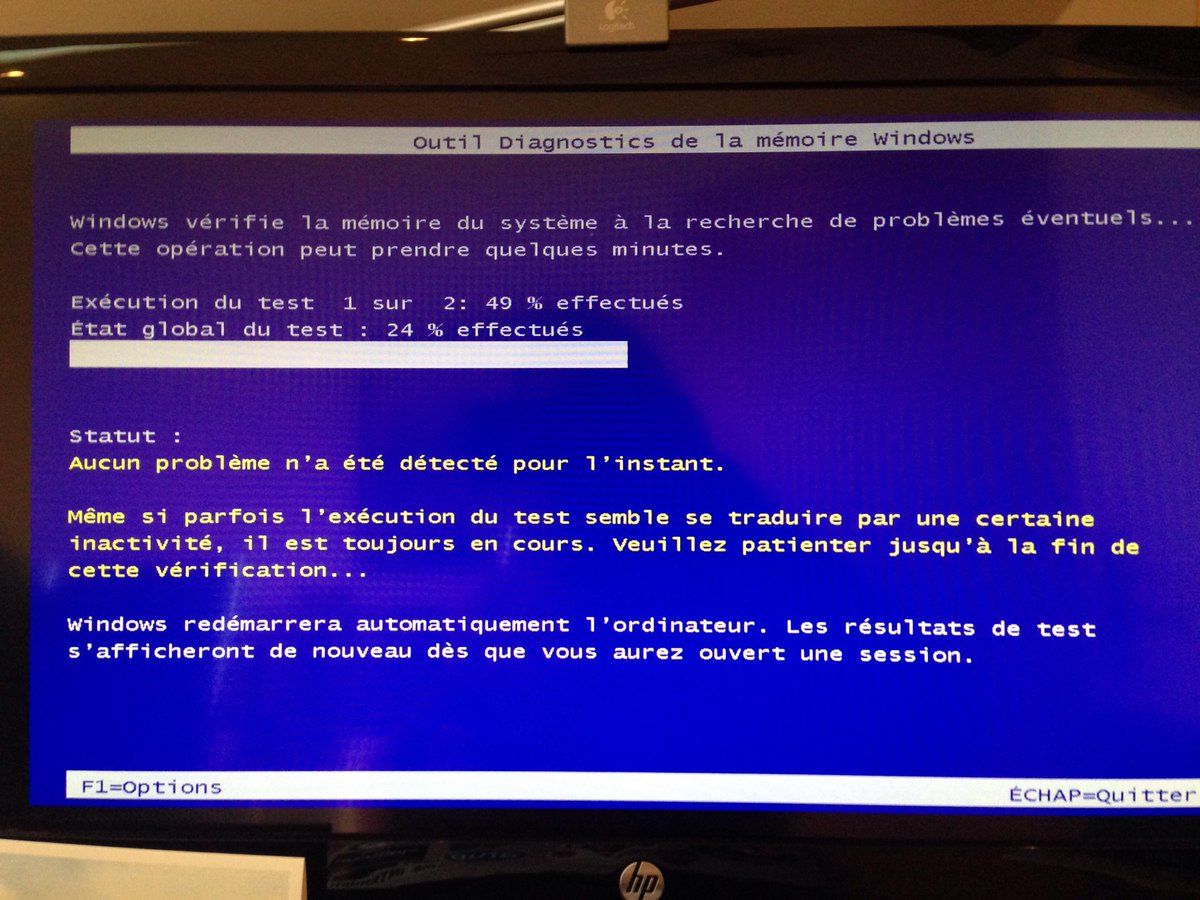 Logitech
Outil Diagnostics de la mémoire Windows
Windows vérifie la mémoire du système à la recherche de problèmes éventuels...
Cette opération peut prendre quelques minutes.
Exécution du test  1 sur  2: 49 % effectués
État global du test : 24 % effectués
Statut :
Aucun problème n'a été détecté pour l'instant.
Même si parfois l'exécution du test semble se traduire par une certaine
inactivité, il est toujours en cours. Veuillez patienter jusqu'à la fin de
cette vérification...
Windows redémarrera automatiquement l'ordinateur. Les résultats de test
s'afficheront de nouveau dès que vous aurez ouvert une session.
F1=Options
ÉCHAP=Quitter
hp